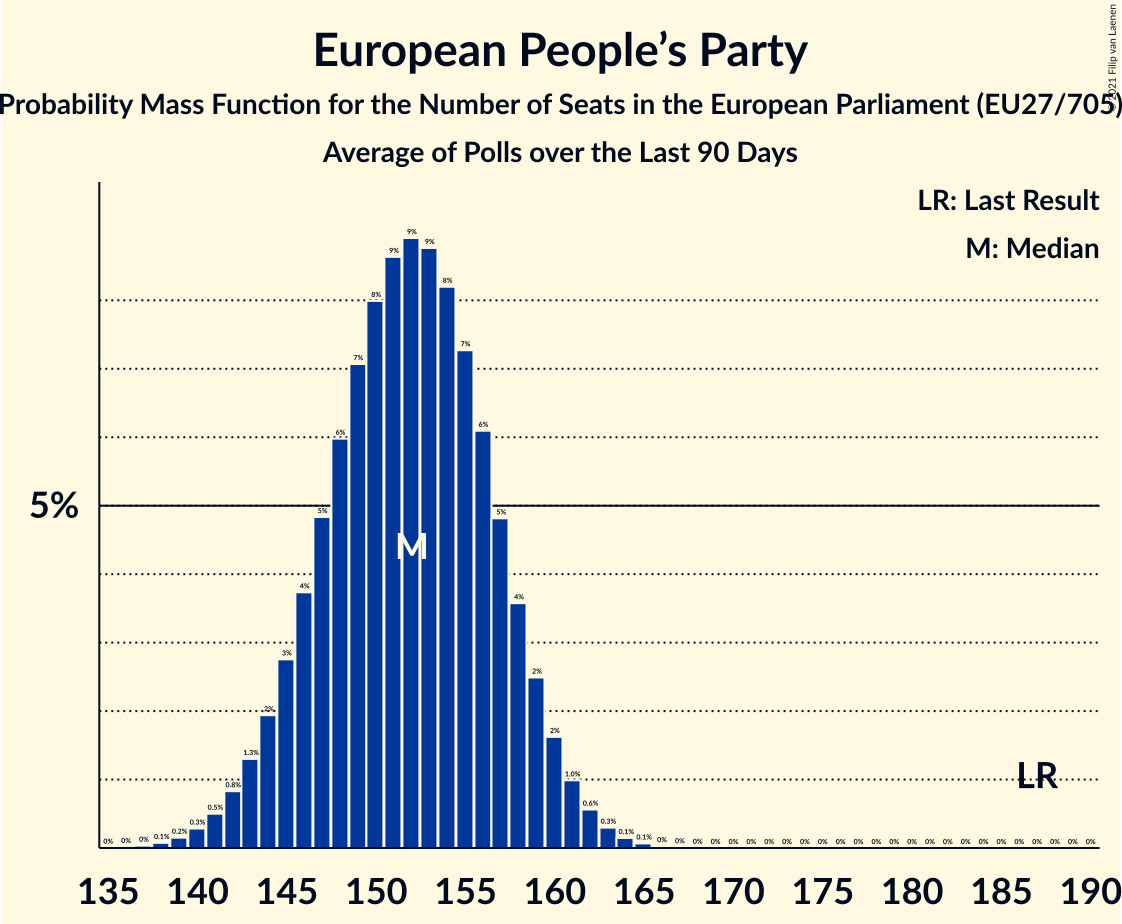 European People’s Party
Probability Mass Function for the Number of Seats in the European Parliament (EU27/705)
Average of Polls over the Last 90 Days
2021 Filip van Laenen
LR: Last Result
M: Median
5%
0% 0% 0% 0.1% 0.2% 0.3% 0.5% 0.8% 1.3% 2% 3% 4% 5% 6% 7% 8% 9% 9% 9% 8% 7% 6% 5% 4% 2% 2% 1.0% 0.6% 0.3% 0.1% 0.1% 0% 0% 0% 0% 0% 0% 0% 0% 0% 0% 0% 0% 0% 0% 0% 0% 0% 0% 0% 0% 0% 0% 0% 0% 0%
M
LR
135 140 145 150 155 160 165 170 175 180 185 190